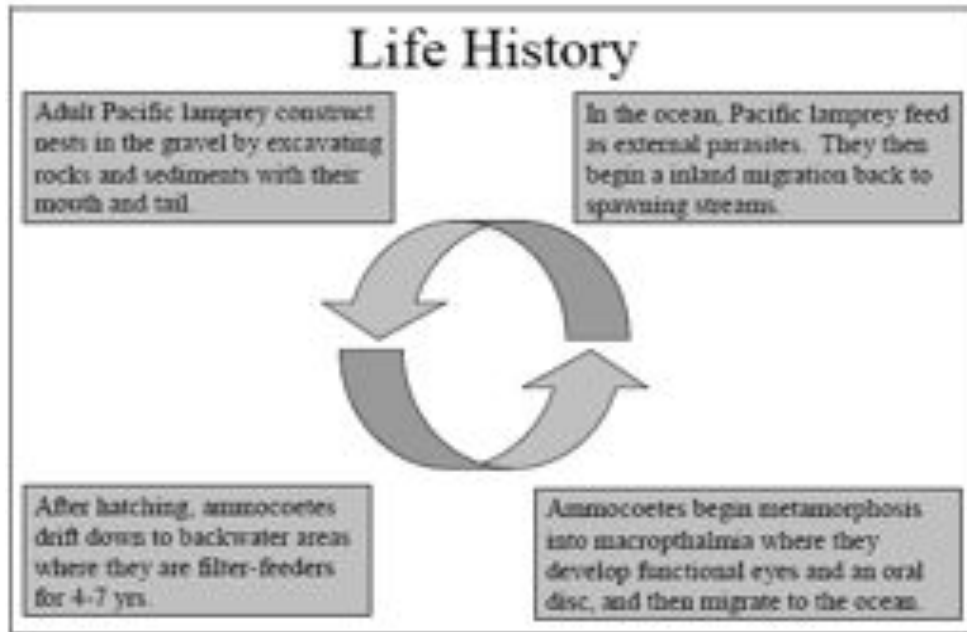 Life History
Adult Pacific lamprey construct
nests in the gravel by excavating
rocks and sediments with their
mouth and tail.
In the ocean, Pacific lamprey feed
as external parasites. They then
begin a inland migration back to
spawning streams.
After hatching, ammocoetes
drift down to backwater areas
where they are filter-feeders
for 4-7 yrs.
Ammocoetes begin metamorphosis
into macropthalmia where they
develop functional eyes and an oral
disc, and then migrate to the ocean.